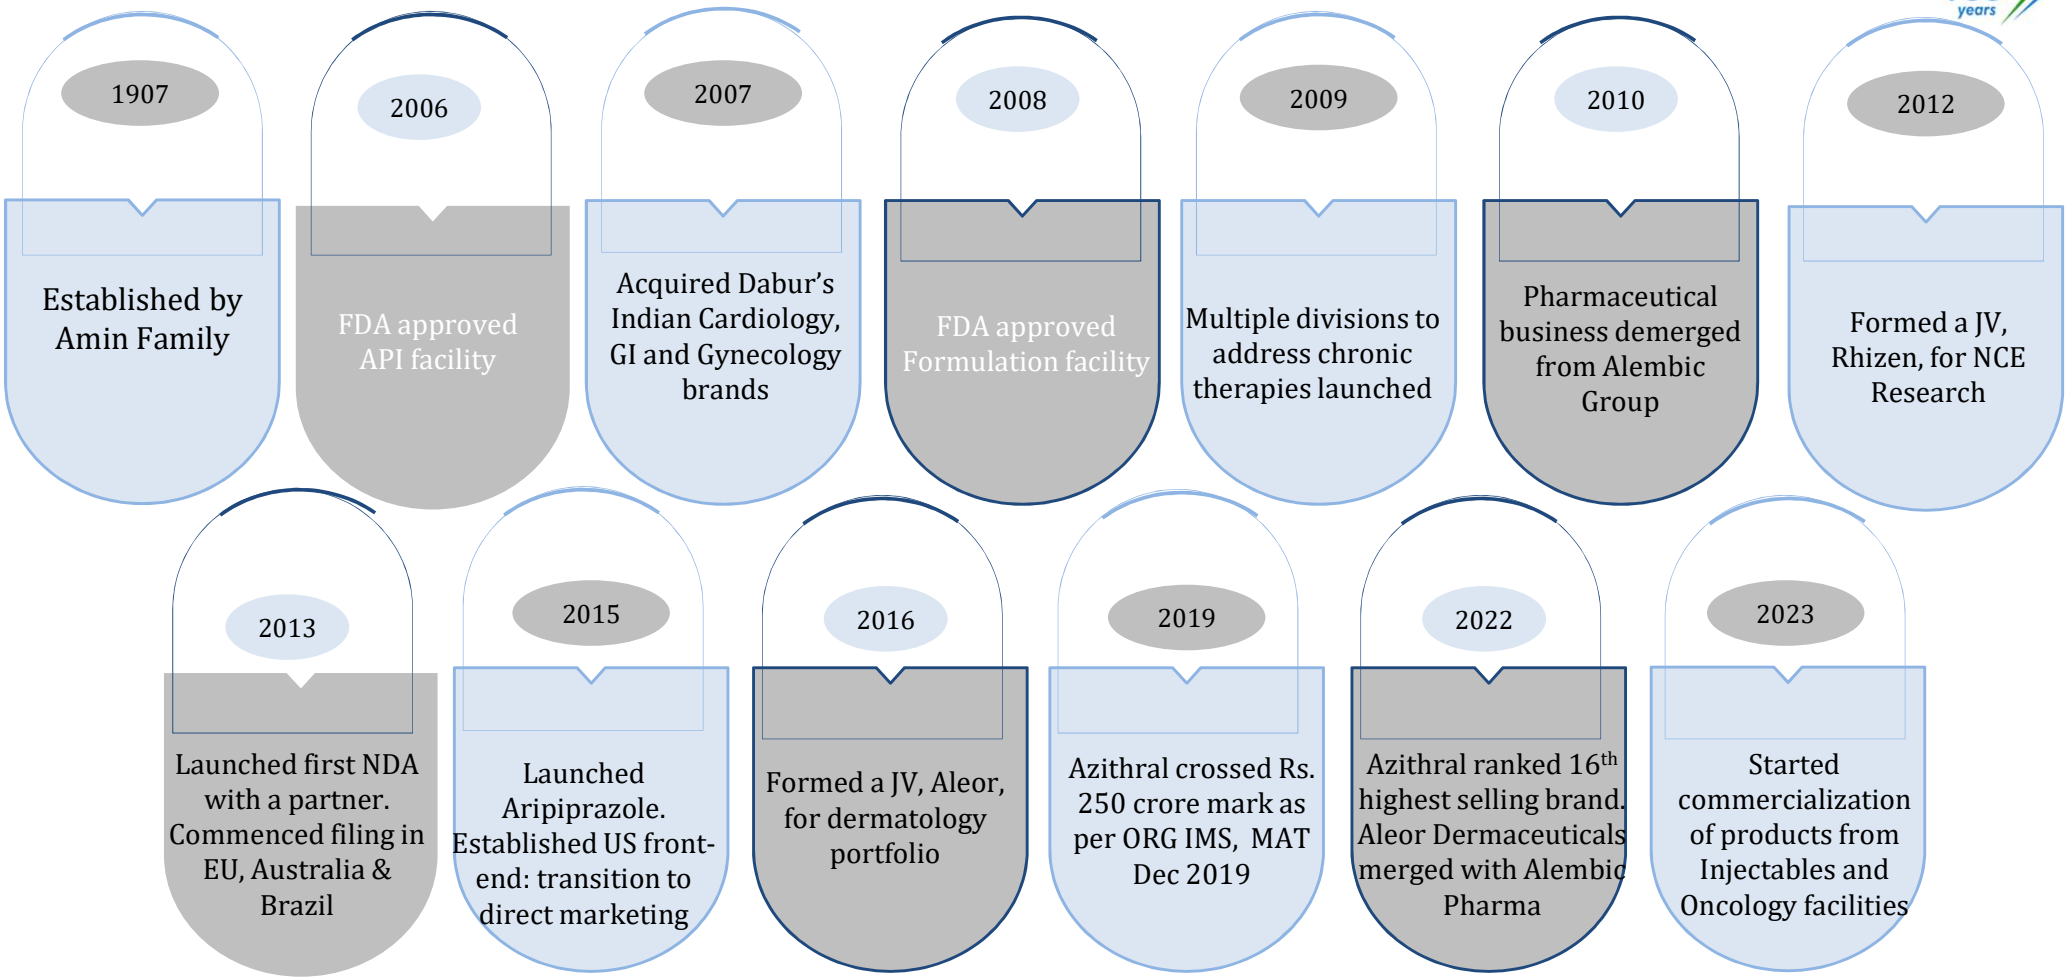 years
1907
Established by
Amin Family
2006
FDA approved
API facility
2007
Acquired Dabur’s
Indian Cardiology,
GI and Gynecology
brands
2008
FDA approved
Formulation facility
2009
Multiple divisions to
address chronic
therapies launched
2010
Pharmaceutical
business demerged
from Alembic
Group
2012
Formed a JV,
Rhizen, for NCE
Research
2013
Launched first NDA
with a partner.
Commenced filing in
EU, Australia &
Brazil
2015
Launched
Aripiprazole.
Established US front-
end: transition to
direct marketing
2016
Formed a JV, Aleor,
for dermatology
portfolio
2019
Azithral crossed Rs.
250 crore mark as
per ORG IMS, MAT
Dec 2019
2022
Azithral ranked 16th
highest selling brand.
Aleor Dermaceuticals
merged with Alembic
Pharma
2023
Started
commercialization
of products from
Injectables and
Oncology facilities